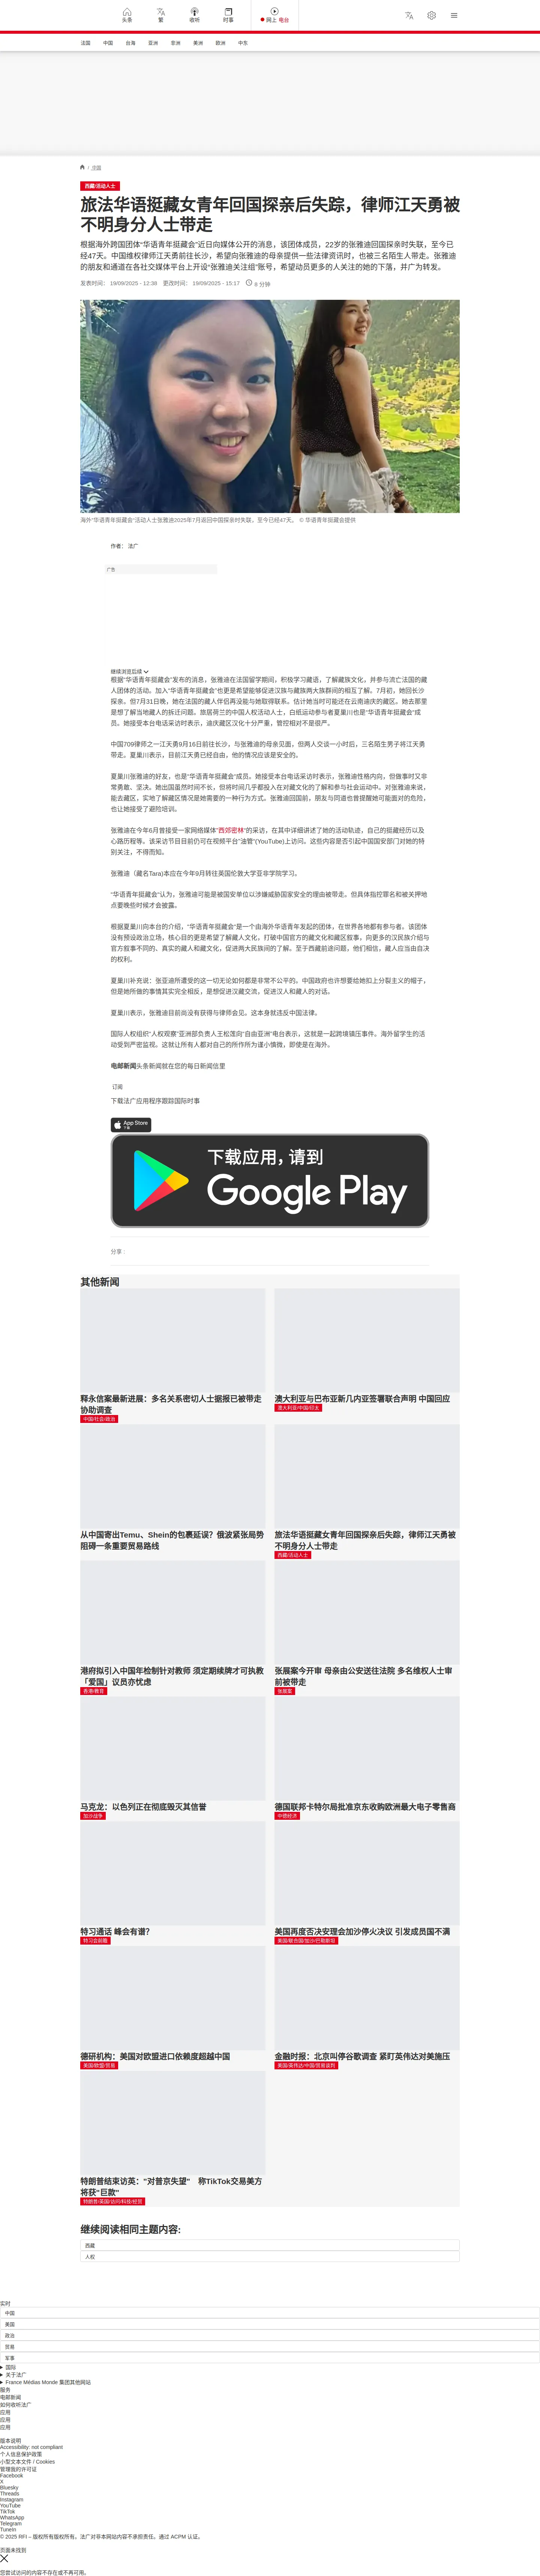 头条
繁
收听
时事
网上 电台
法国
中国
台海
亚洲
非洲
美洲
欧洲
中东
/ 中国
西藏/活动人士
旅法华语挺藏女青年回国探亲后失踪，律师江天勇被
不明身分人士带走
根据海外跨国团体“华语青年挺藏会”近日向媒体公开的消息，该团体成员，22岁的张雅迪回国探亲时失联，至今已
经47天。中国维权律师江天勇前往长沙，希望向张雅迪的母亲提供一些法律资讯时，也被三名陌生人带走。张雅迪
的朋友和通道在各社交媒体平台上开设“张雅迪关注组”账号，希望动员更多的人关注的她的下落，并广为转发。
发表时间： 19/09/2025 - 12:38 更改时间： 19/09/2025 - 15:17 6 分钟
海外“华语青年挺藏会”活动人士张雅迪2025年7月返回中国探亲时失联，至今已经47天。 © 华语青年挺藏会提供
作者： 法广
广告
继续浏览后续
根据“华语青年挺藏会”发布的消息，张雅迪在法国留学期间，积极学习藏语，了解藏族文化，并参与流亡法国的藏
人团体的活动。加入“华语青年挺藏会”也更是希望能够促进汉族与藏族两大族群间的相互了解。7月初，她回长沙
探亲。但7月31日晚，她在法国的藏人伴侣再没能与她取得联系。估计她当时可能还在云南迪庆的藏区。她去那里
是想了解当地藏人的拆迁问题。旅居荷兰的中国人权活动人士，白纸运动参与者夏巢川也是“华语青年挺藏会”成
员。她接受本台电话采访时表示，迪庆藏区汉化十分严重，管控相对不是很严。
中国709律师之一江天勇9月16日前往长沙，与张雅迪的母亲见面，但两人交谈一小时后，三名陌生男子将江天勇
带走。夏巢川表示，目前江天勇已经自由，他的情况应该是安全的。
夏巢川张雅迪的好友，也是“华语青年挺藏会”成员。她接受本台电话采访时表示，张雅迪性格内向，但做事时又非
常勇敢、坚决。她出国虽然时间不长，但将时间几乎都投入在对藏文化的了解和参与社会运动中。对张雅迪来说，
能去藏区，实地了解藏区情况是她需要的一种行为方式。张雅迪回国前，朋友与同道也曾提醒她可能面对的危险，
也让她接受了避险培训。
张雅迪在今年6月曾接受一家网络媒体“西郊密林”的采访，在其中详细讲述了她的活动轨迹，自己的挺藏经历以及
心路历程等。该采访节目目前仍可在视频平台“油管”(YouTube)上访问。这些内容是否引起中国国安部门对她的特
别关注，不得而知。
张雅迪（藏名Tara)本应在今年9月转往英国伦敦大学亚非学院学习。
“华语青年挺藏会“认为，张雅迪可能是被国安单位以涉嫌威胁国家安全的理由被带走。但具体指控罪名和被关押地
点要晚些时候才会披露。
根据夏巢川向本台的介绍，“华语青年挺藏会”是一个由海外华语青年发起的团体，在世界各地都有参与者。该团体
没有预设政治立场，核心目的更是希望了解藏人文化，打破中国官方的藏文化和藏区叙事，向更多的汉民族介绍与
官方叙事不同的、真实的藏人和藏文化，促进两大民族间的了解。至于西藏前途问题，他们相信，藏人应当由自决
的权利。
夏巢川补充说：张亚迪所遭受的这一切无论如何都是非常不公平的。中国政府也许想要给她扣上分裂主义的帽子，
但是她所做的事情其实完全相反，是想促进汉藏交流，促进汉人和藏人的对话。
夏巢川表示，张雅迪目前尚没有获得与律师会见。这本身就违反中国法律。
国际人权组织“人权观察”亚洲部负责人王松莲向“自由亚洲”电台表示，这就是一起跨境镇压事件。海外留学生的活
动受到严密监视。这就让所有人都对自己的所作所为谨小慎微，即使是在海外。
电邮新闻头条新闻就在您的每日新闻信里
订阅
下载法广应用程序跟踪国际时事
App Store
下载
下载应用，请到
Google Play
分享 :
其他新闻
释永信案最新进展：多名关系密切人士据报已被带走
协助调查
中国/社会/政治
澳大利亚与巴布亚新几内亚签署联合声明 中国回应
澳大利亚/中国/印太
从中国寄出Temu、Shein的包裹延误？俄波紧张局势
阻碍一条重要贸易路线
旅法华语挺藏女青年回国探亲后失踪，律师江天勇被
不明身分人士带走
西藏/活动人士
港府拟引入中国年检制针对教师 须定期续牌才可执教
「爱国」议员亦忧虑
香港/教育
张展案今开审 母亲由公安送往法院 多名维权人士审
前被带走
张展案
马克龙：以色列正在彻底毁灭其信誉
加沙战争
德国联邦卡特尔局批准京东收购欧洲最大电子零售商
中德经济
特习通话 峰会有谱？
特习会前瞻
美国再度否决安理会加沙停火决议 引发成员国不满
美国/联合国/加沙/巴勒斯坦
德研机构：美国对欧盟进口依赖度超越中国
美国/欧盟/贸易
金融时报：北京叫停谷歌调查 紧盯英伟达对美施压
美国/英伟达/中国/贸易谈判
特朗普结束访英："对普京失望" 称TikTok交易美方
将获"巨款"
特朗普/英国/访问/科技/经贸
继续阅读相同主题内容:
西藏
人权
实时
中国
美国
政治
贸易
军事
国际
关于法广
France Médias Monde 集团其他网站
服务
电邮新闻
如何收听法广
应用
应用
应用
版本说明
Accessibility: not compliant
个人信息保护政策
小型文本文件 / Cookies
管理我的许可证
Facebook
X
Bluesky
Threads
Instagram
YouTube
TikTok
WhatsApp
Telegram
TuneIn
© 2025 RFI – 版权所有版权所有。法广对非本网站内容不承担责任。通过 ACPM 认证。
页面未找到
您尝试访问的内容不存在或不再可用。